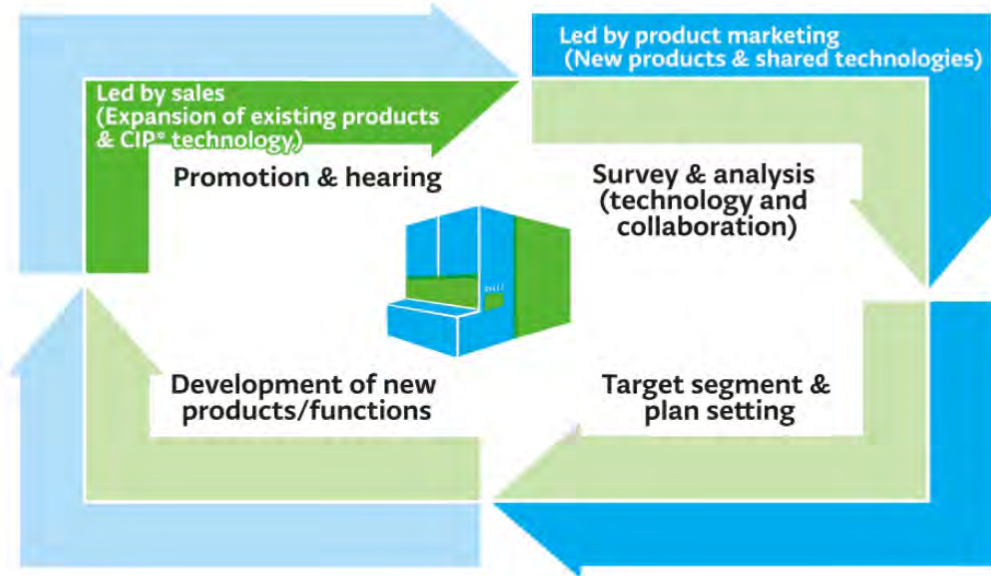 Led by product marketing
(New products & shared technologies)
Led by sales
(Expansion of existing products
& CIP* technology)
Promotion & hearing
Survey & analysis
(technology and
collaboration)
Development of new
products/functions
Target segment &
plan setting